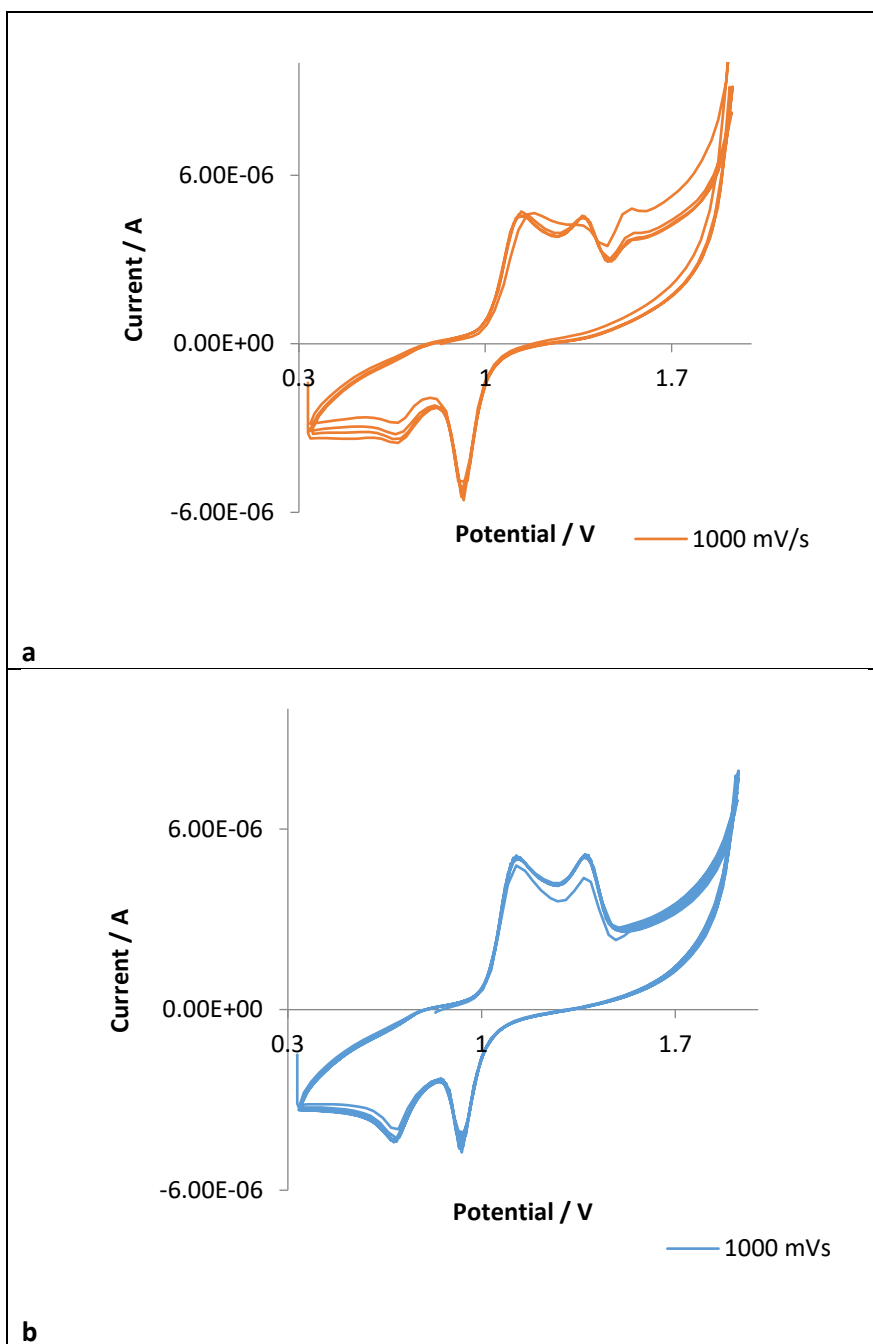 6.00E-06
0.00E+00
0.3 1 1.7
-6.00E-06
Current / A
Potential / V
1000 mV/s
a
6.00E-06
0.00E+00
0.3 1 1.7
-6.00E-06
Current / A
Potential / V
1000 mVs
b